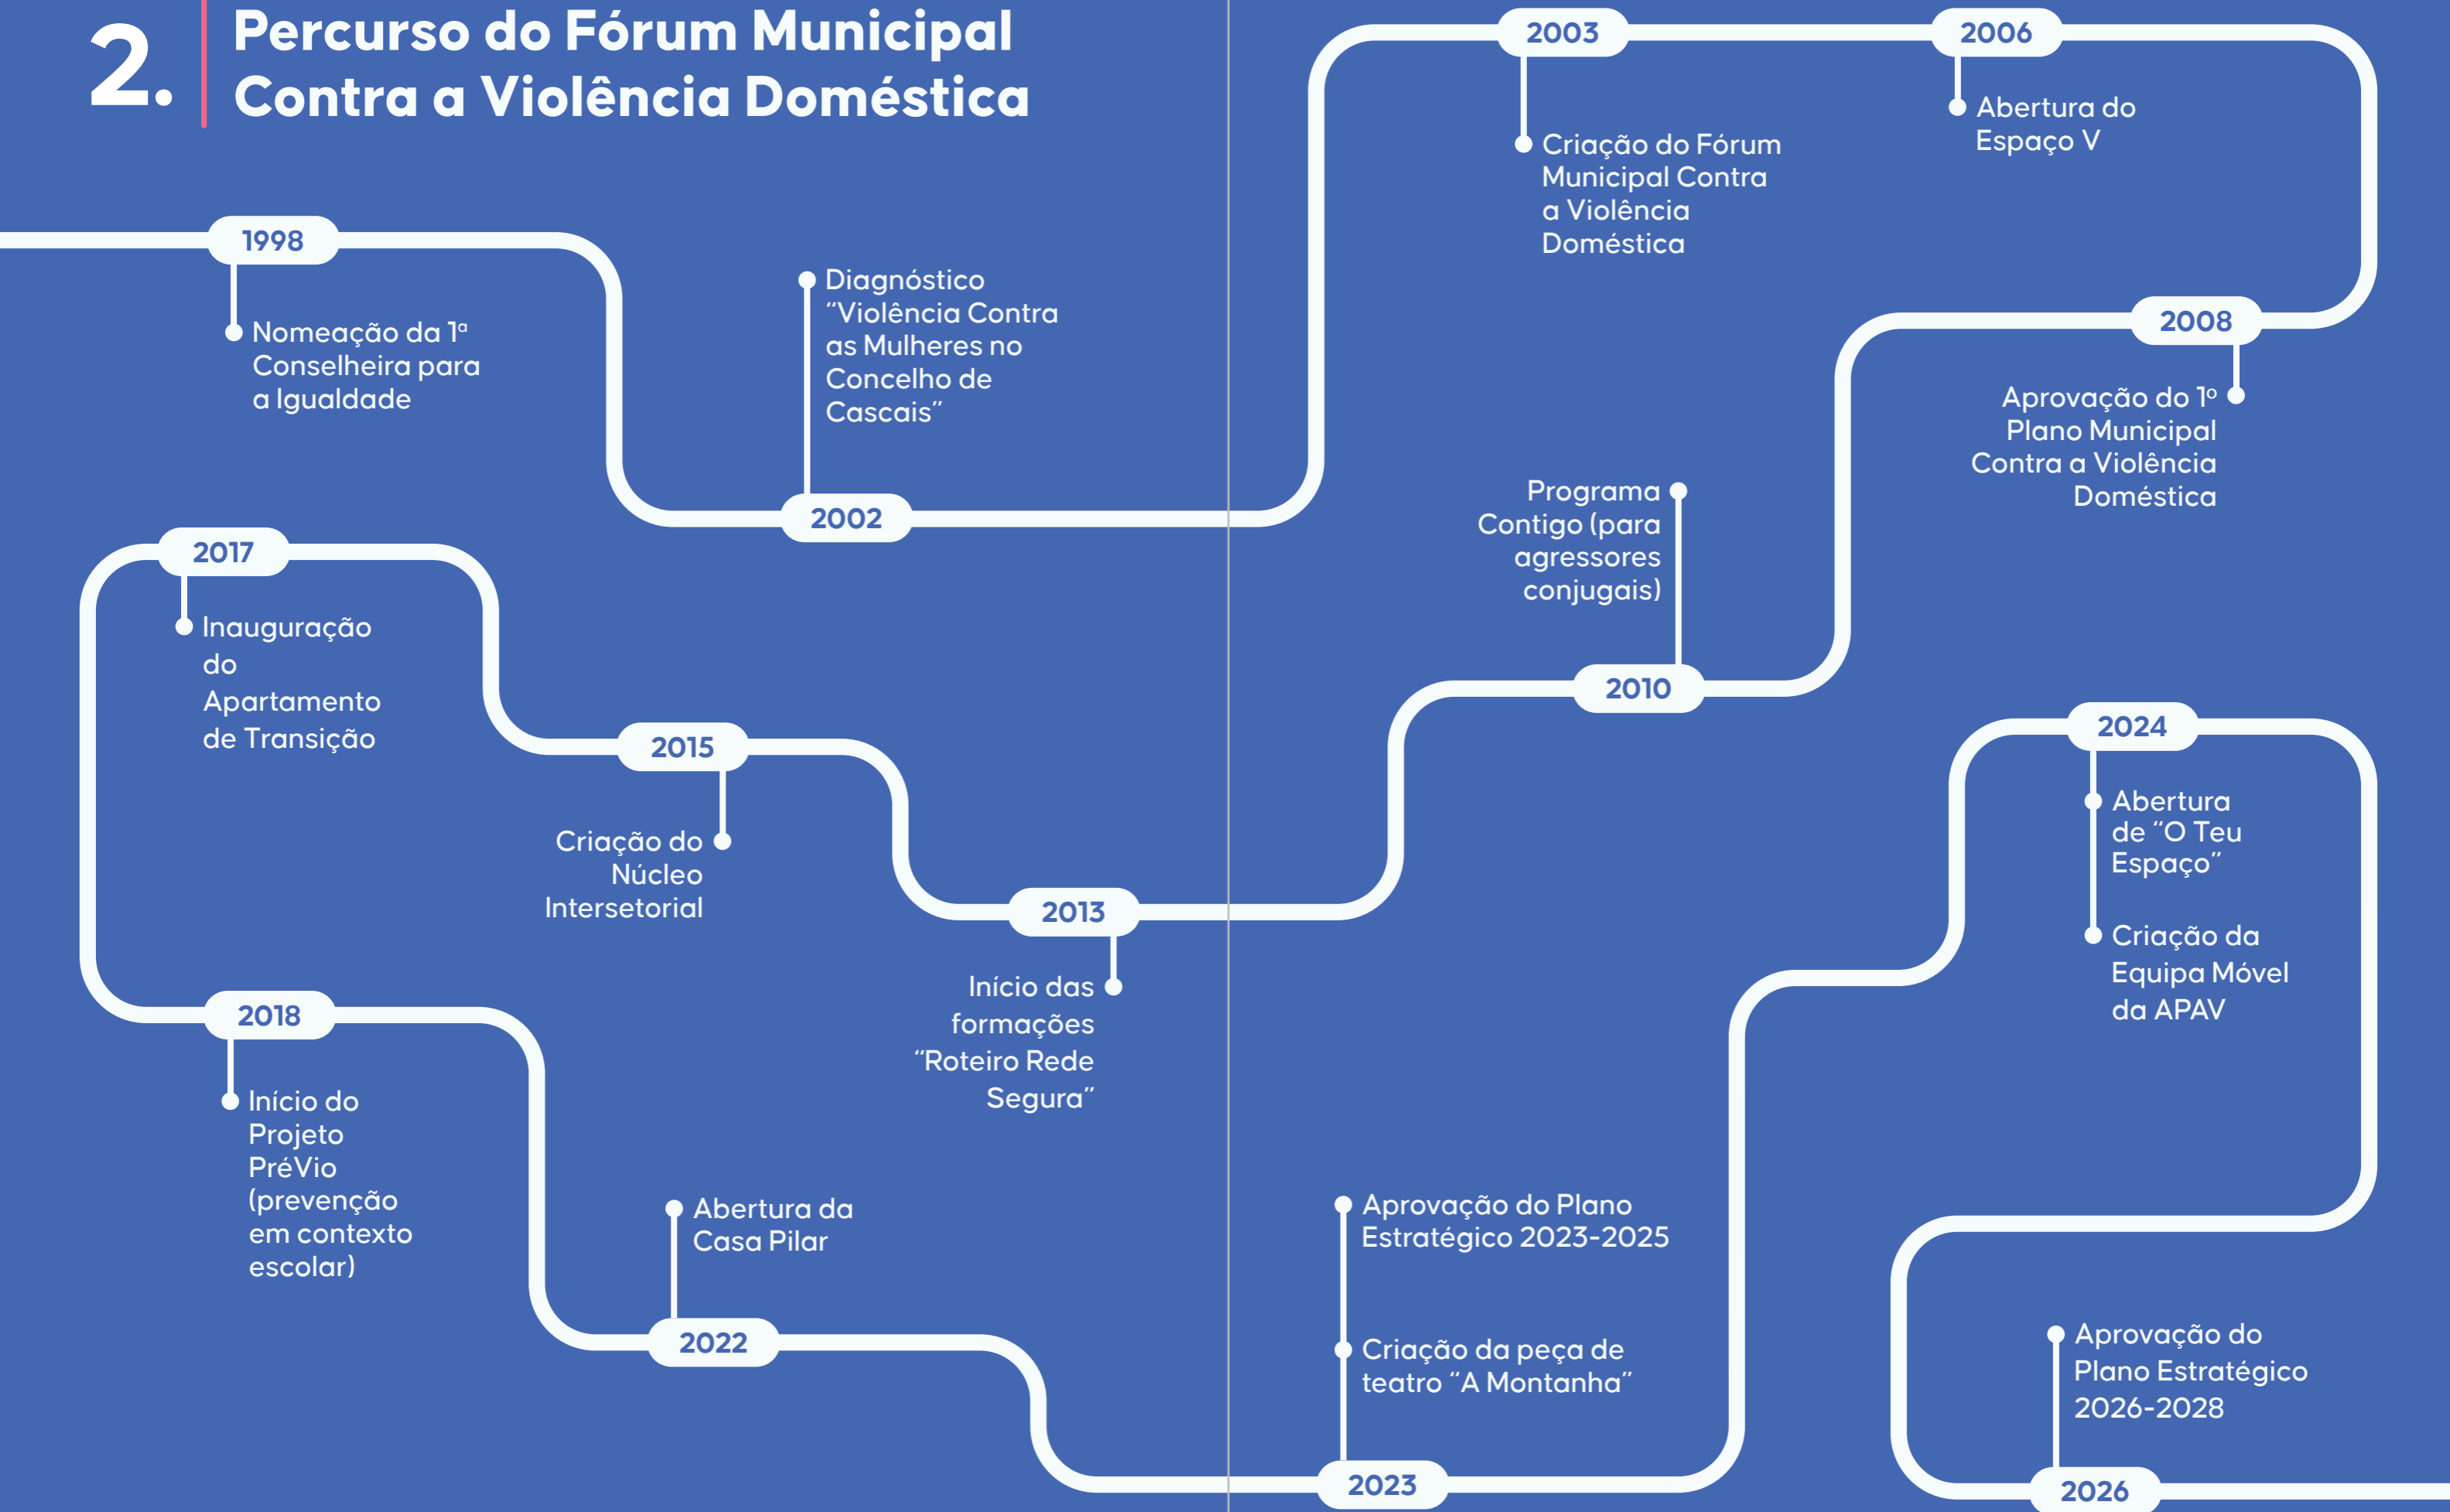 2.
Percurso do Fórum Municipal
Contra a Violência Doméstica
1998
Nomeação da 1ª
Conselheira para
a Igualdade
2002
Diagnóstico
“Violência Contra
as Mulheres no
Concelho de
Cascais”
2003
Criação do Fórum
Municipal Contra
a Violência
Doméstica
2006
Abertura do
Espaço V
2008
Aprovação do 1º
Plano Municipal
Contra a Violência
Doméstica
2010
Programa
Contigo (para
agressores
conjugais)
2013
Início das
formações
“Roteiro Rede
Segura”
2015
Criação do
Núcleo
Intersetorial
2017
Inauguração
do
Apartamento
de Transição
2018
Início do
Projeto
PréVio
(prevenção
em contexto
escolar)
2022
Abertura da
Casa Pilar
2023
Aprovação do Plano
Estratégico 2023-2025
Criação da peça de
teatro “A Montanha”
2024
Abertura
de “O Teu
Espaço”
Criação da
Equipa Móvel
da APAV
2026
Aprovação do
Plano Estratégico
2026-2028